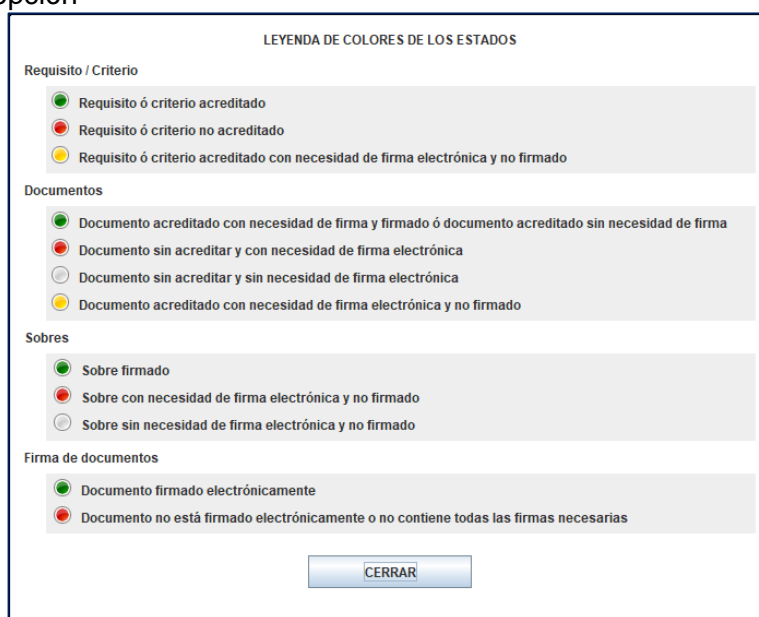 LEYENDA DE COLORES DE LOS ESTADOS
Requisito / Criterio
Requisito ó criterio acreditado
Requisito ó criterio no acreditado
Requisito ó criterio acreditado con necesidad de firma electrónica y no firmado
Documentos
Documento acreditado con necesidad de firma y firmado ó documento acreditado sin necesidad de firma
Documento sin acreditar y con necesidad de firma electrónica
Documento sin acreditar y sin necesidad de firma electrónica
Documento acreditado con necesidad de firma electrónica y no firmado
Sobres
Sobre firmado
Sobre con necesidad de firma electrónica y no firmado
Sobre sin necesidad de firma electrónica y no firmado
Firma de documentos
Documento firmado electrónicamente
Documento no está firmado electrónicamente o no contiene todas las firmas necesarias
CERRAR